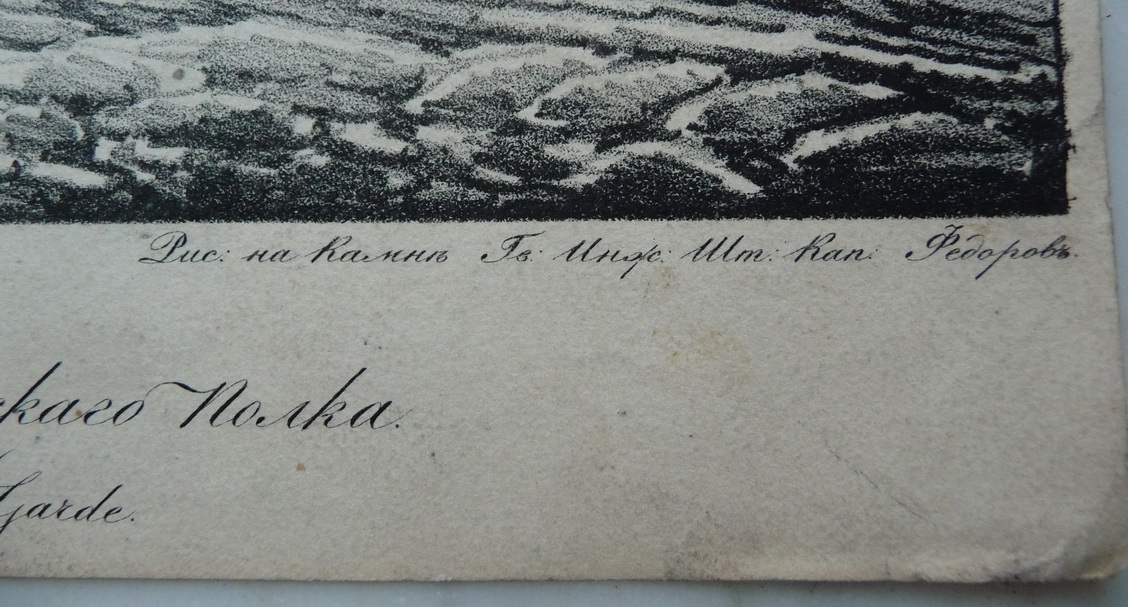 Рис: на Камнѣ Гв: Инж: Шт: Кап: Федоровъ.
скаго Полка.
Garde.